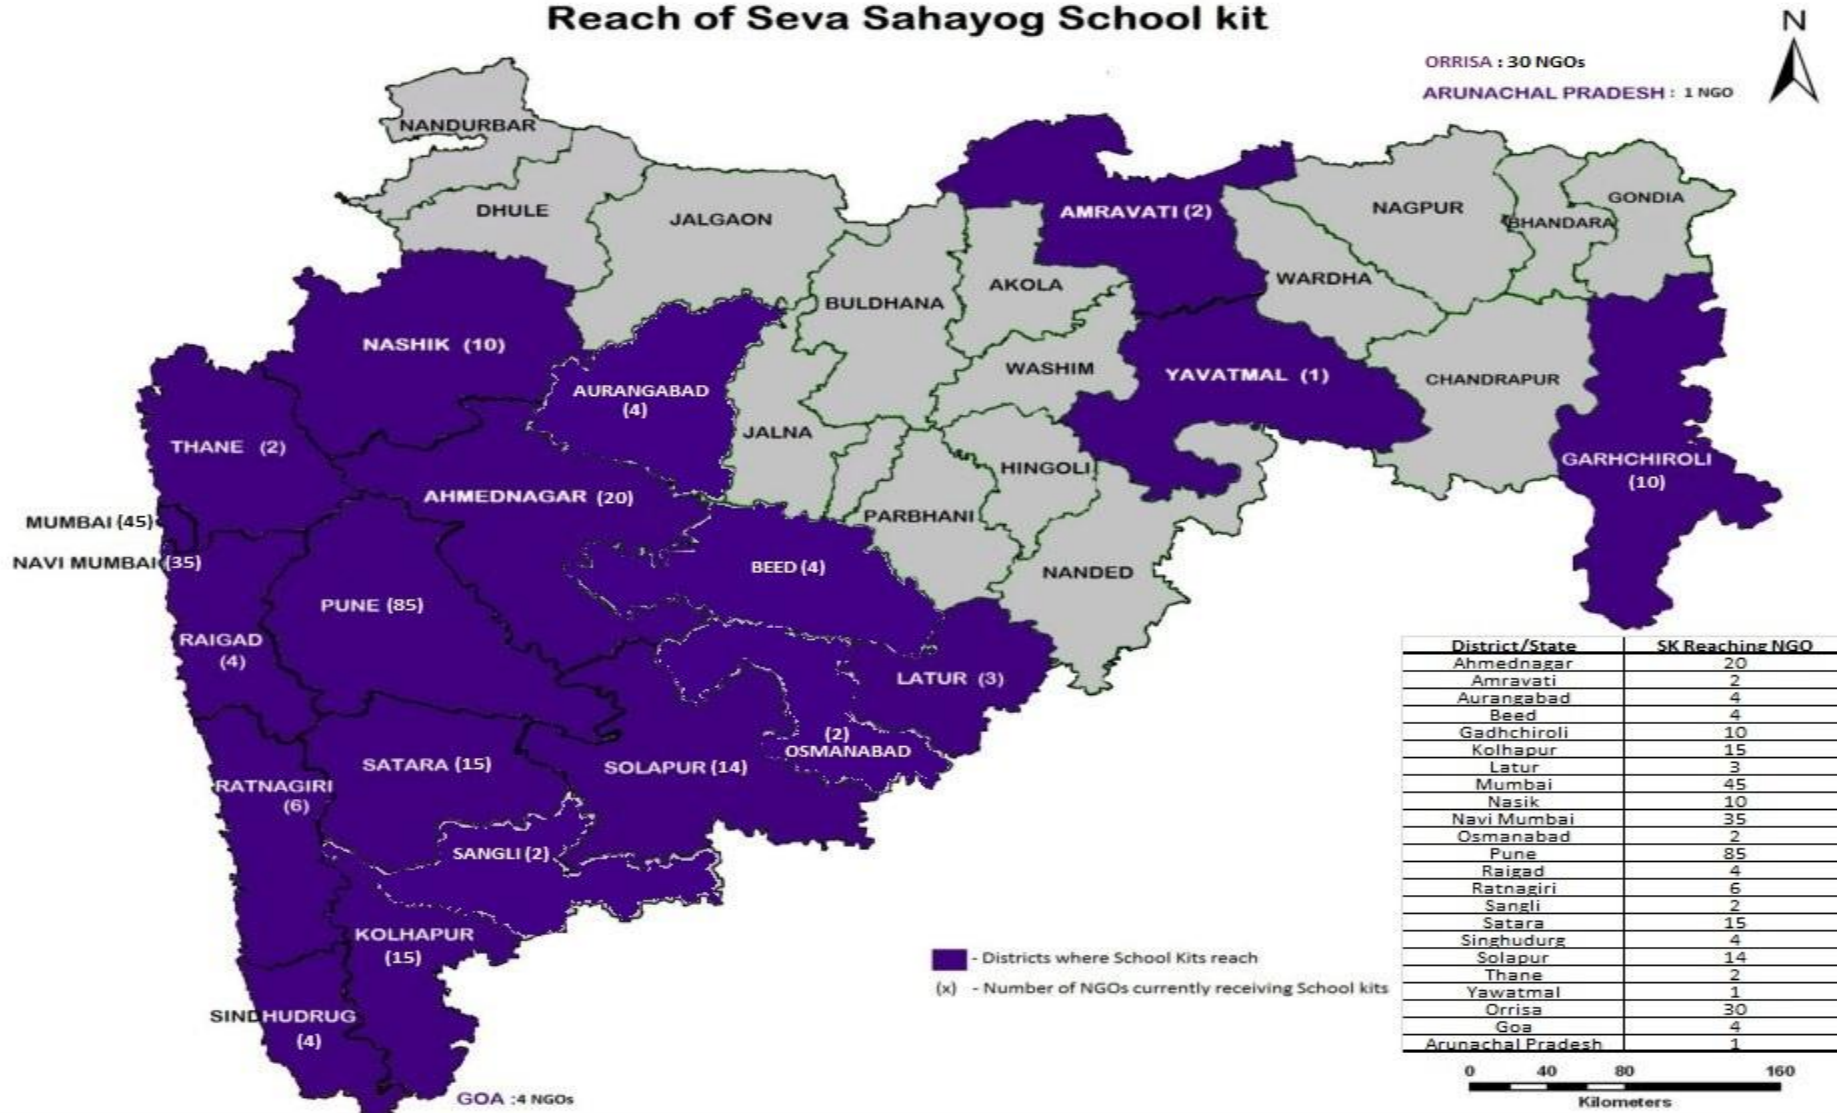 Reach of Seva Sahayog School kit
N
ORRISA : 30 NGOs
ARUNACHAL PRADESH : 1 NGO
NANDURBAR
DHULE
JALGAON
AMRAVATI (2)
NAGPUR
BHANDARA
GONDIA
BULDHANA
AKOLA
WARDHA
NASHIK (10)
AURANGABAD
(4)
WASHIM
YAVATMAL (1)
CHANDRAPUR
THANE (2)
JALNA
HINGOLI
GARHCHIROLI
(10)
AHMEDNAGAR (20)
MUMBAI (45)
PARBHANI
NAVI MUMBAI (35)
BEED (4)
NANDED
PUNE (85)
RAIGAD
(4)
LATUR (3)
(2)
OSMANABAD
SATARA (15)
SOLAPUR (14)
RATNAGIRI
(6)
SANGLI (2)
KOLHAPUR
(15)
SINDHUDRUG
(4)
GOA :4 NGOs
- Districts where School Kits reach
(x) - Number of NGOs currently receiving School kits
District/State SK Reaching NGO
Ahmednagar 20
Amravati 2
Aurangabad 4
Beed 4
Gadhchiroli 10
Kolhapur 15
Latur 3
Mumbai 45
Nasik 10
Navi Mumbai 35
Osmanabad 2
Pune 85
Raigad 4
Ratnagiri 6
Sangli 2
Satara 15
Singhudurg 4
Solapur 14
Thane 2
Yawatmal 1
Orrisa 30
Goa 4
Arunachal Pradesh 1
0 40 80 160
Kilometers